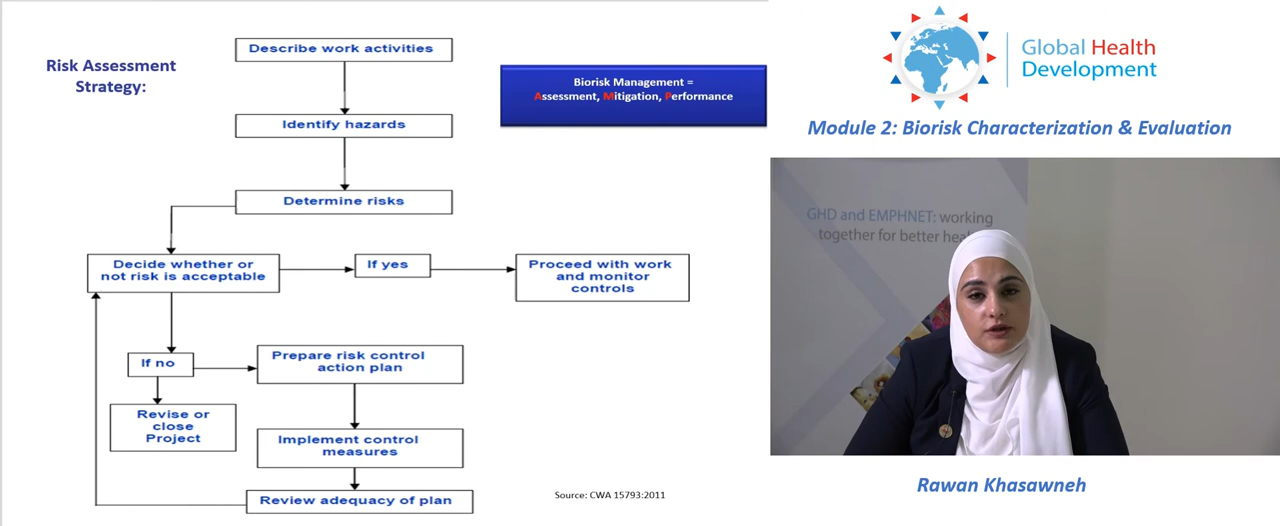 Risk Assessment
Strategy:
Describe work activities
Identify hazards
Determine risks
Decide whether or
not risk is acceptable
If yes
Proceed with work
and monitor
controls
If no
Prepare risk control
action plan
Revise or
close
Project
Implement control
measures
Review adequacy of plan
Biorisk Management =
Assessment, Mitigation, Performance
Source: CWA 15793:2011
Global Health
Development
Module 2: Biorisk Characterization & Evaluation
GHD and EMPHNET: working
together for better
Rawan Khasawneh